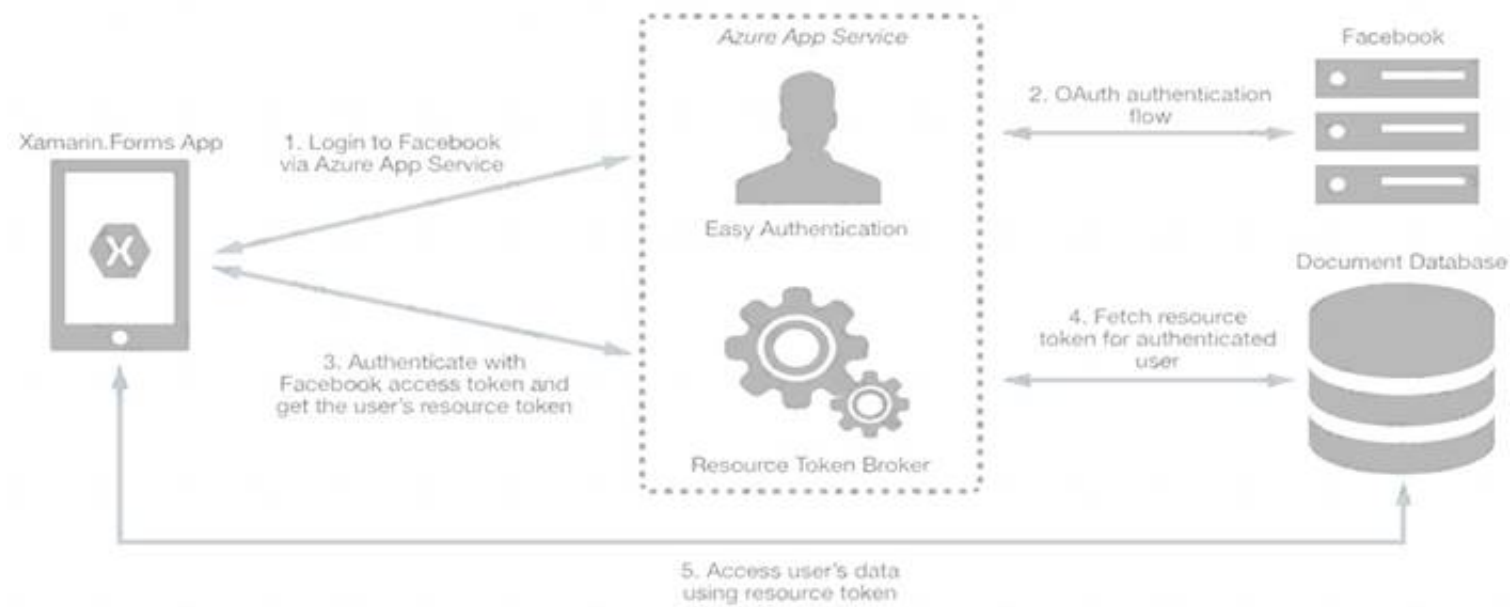 Azure App Service
Facebook
2. OAuth authentication
flow
Xamarin.Forms App
1. Login to Facebook
via Azure App Service
X
Easy Authentication
Document Database
4. Fetch resource
token for authenticated
user
3. Authenticate with
Facebook access token and
get the user's resource token
Resource Token Broker
5. Access user's data
using resource token